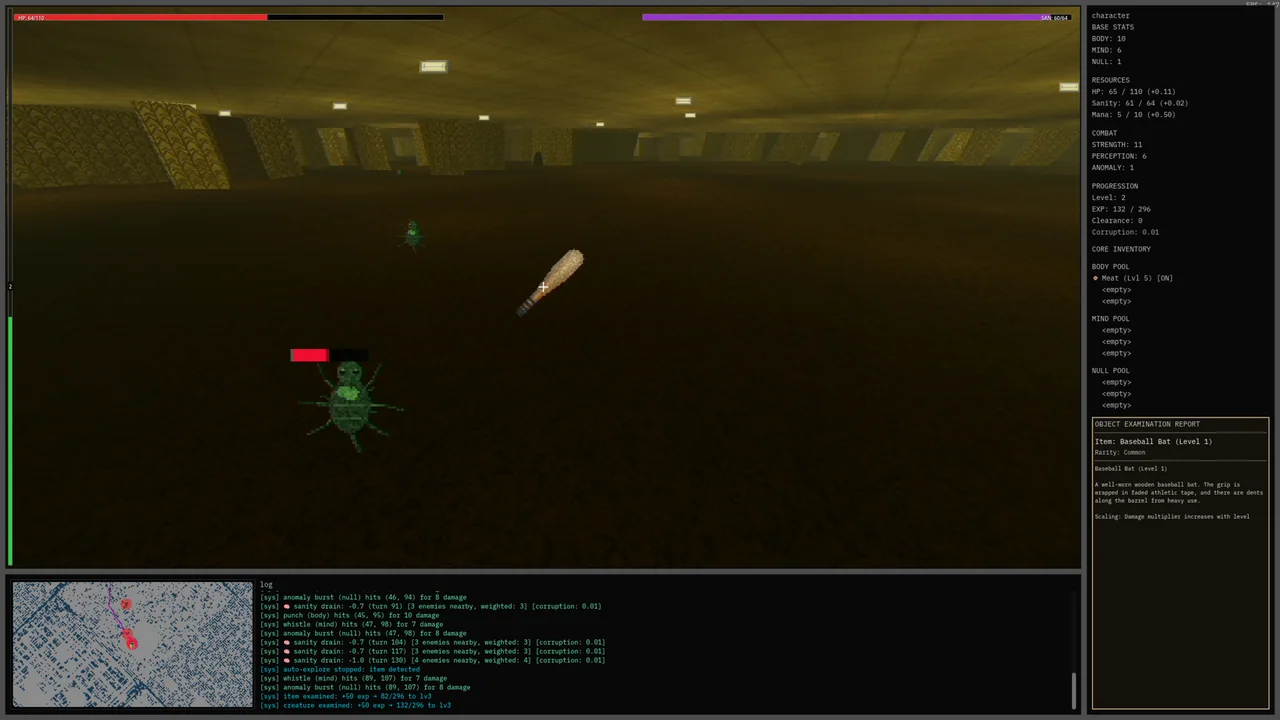 HP: 64/110
SAN: 60/64
2
character
BASE STATS
BODY: 10
MIND: 6
NULL: 1
RESOURCES
HP: 65 / 110 (+0.11)
Sanity: 61 / 64 (+0.02)
Mana: 5 / 10 (+0.50)
COMBAT
STRENGTH: 11
PERCEPTION: 6
ANOMALY: 1
PROGRESSION
Level: 2
EXP: 132 / 296
Clearance: 0
Corruption: 0.01
CORE INVENTORY
BODY POOL
Meat (Lvl 5) [ON]
<empty>
<empty>
MIND POOL
<empty>
<empty>
<empty>
NULL POOL
<empty>
<empty>
<empty>
OBJECT EXAMINATION REPORT
Item: Baseball Bat (Level 1)
Rarity: Common
Baseball Bat (Level 1)
A well-worn wooden baseball bat. The grip is
wrapped in faded athletic tape, and there are dents
along the barrel from heavy use.
Scaling: Damage multiplier increases with level
log
[sys] anomaly burst (null) hits (46, 94) for 8 damage
[sys] 🧠 sanity drain: -0.7 (turn 91) [3 enemies nearby, weighted: 3] [corruption: 0.01]
[sys] punch (body) hits (45, 95) for 10 damage
[sys] whistle (mind) hits (47, 98) for 7 damage
[sys] anomaly burst (null) hits (47, 98) for 8 damage
[sys] 🧠 sanity drain: -0.7 (turn 104) [3 enemies nearby, weighted: 3] [corruption: 0.01]
[sys] 🧠 sanity drain: -0.7 (turn 117) [3 enemies nearby, weighted: 3] [corruption: 0.01]
[sys] 🧠 sanity drain: -1.0 (turn 130) [4 enemies nearby, weighted: 4] [corruption: 0.01]
[sys] auto-explore stopped: item detected
[sys] whistle (mind) hits (89, 107) for 7 damage
[sys] anomaly burst (null) hits (89, 107) for 8 damage
[sys] item examined: +50 exp → 82/296 to lv3
[sys] creature examined: +50 exp → 132/296 to lv3